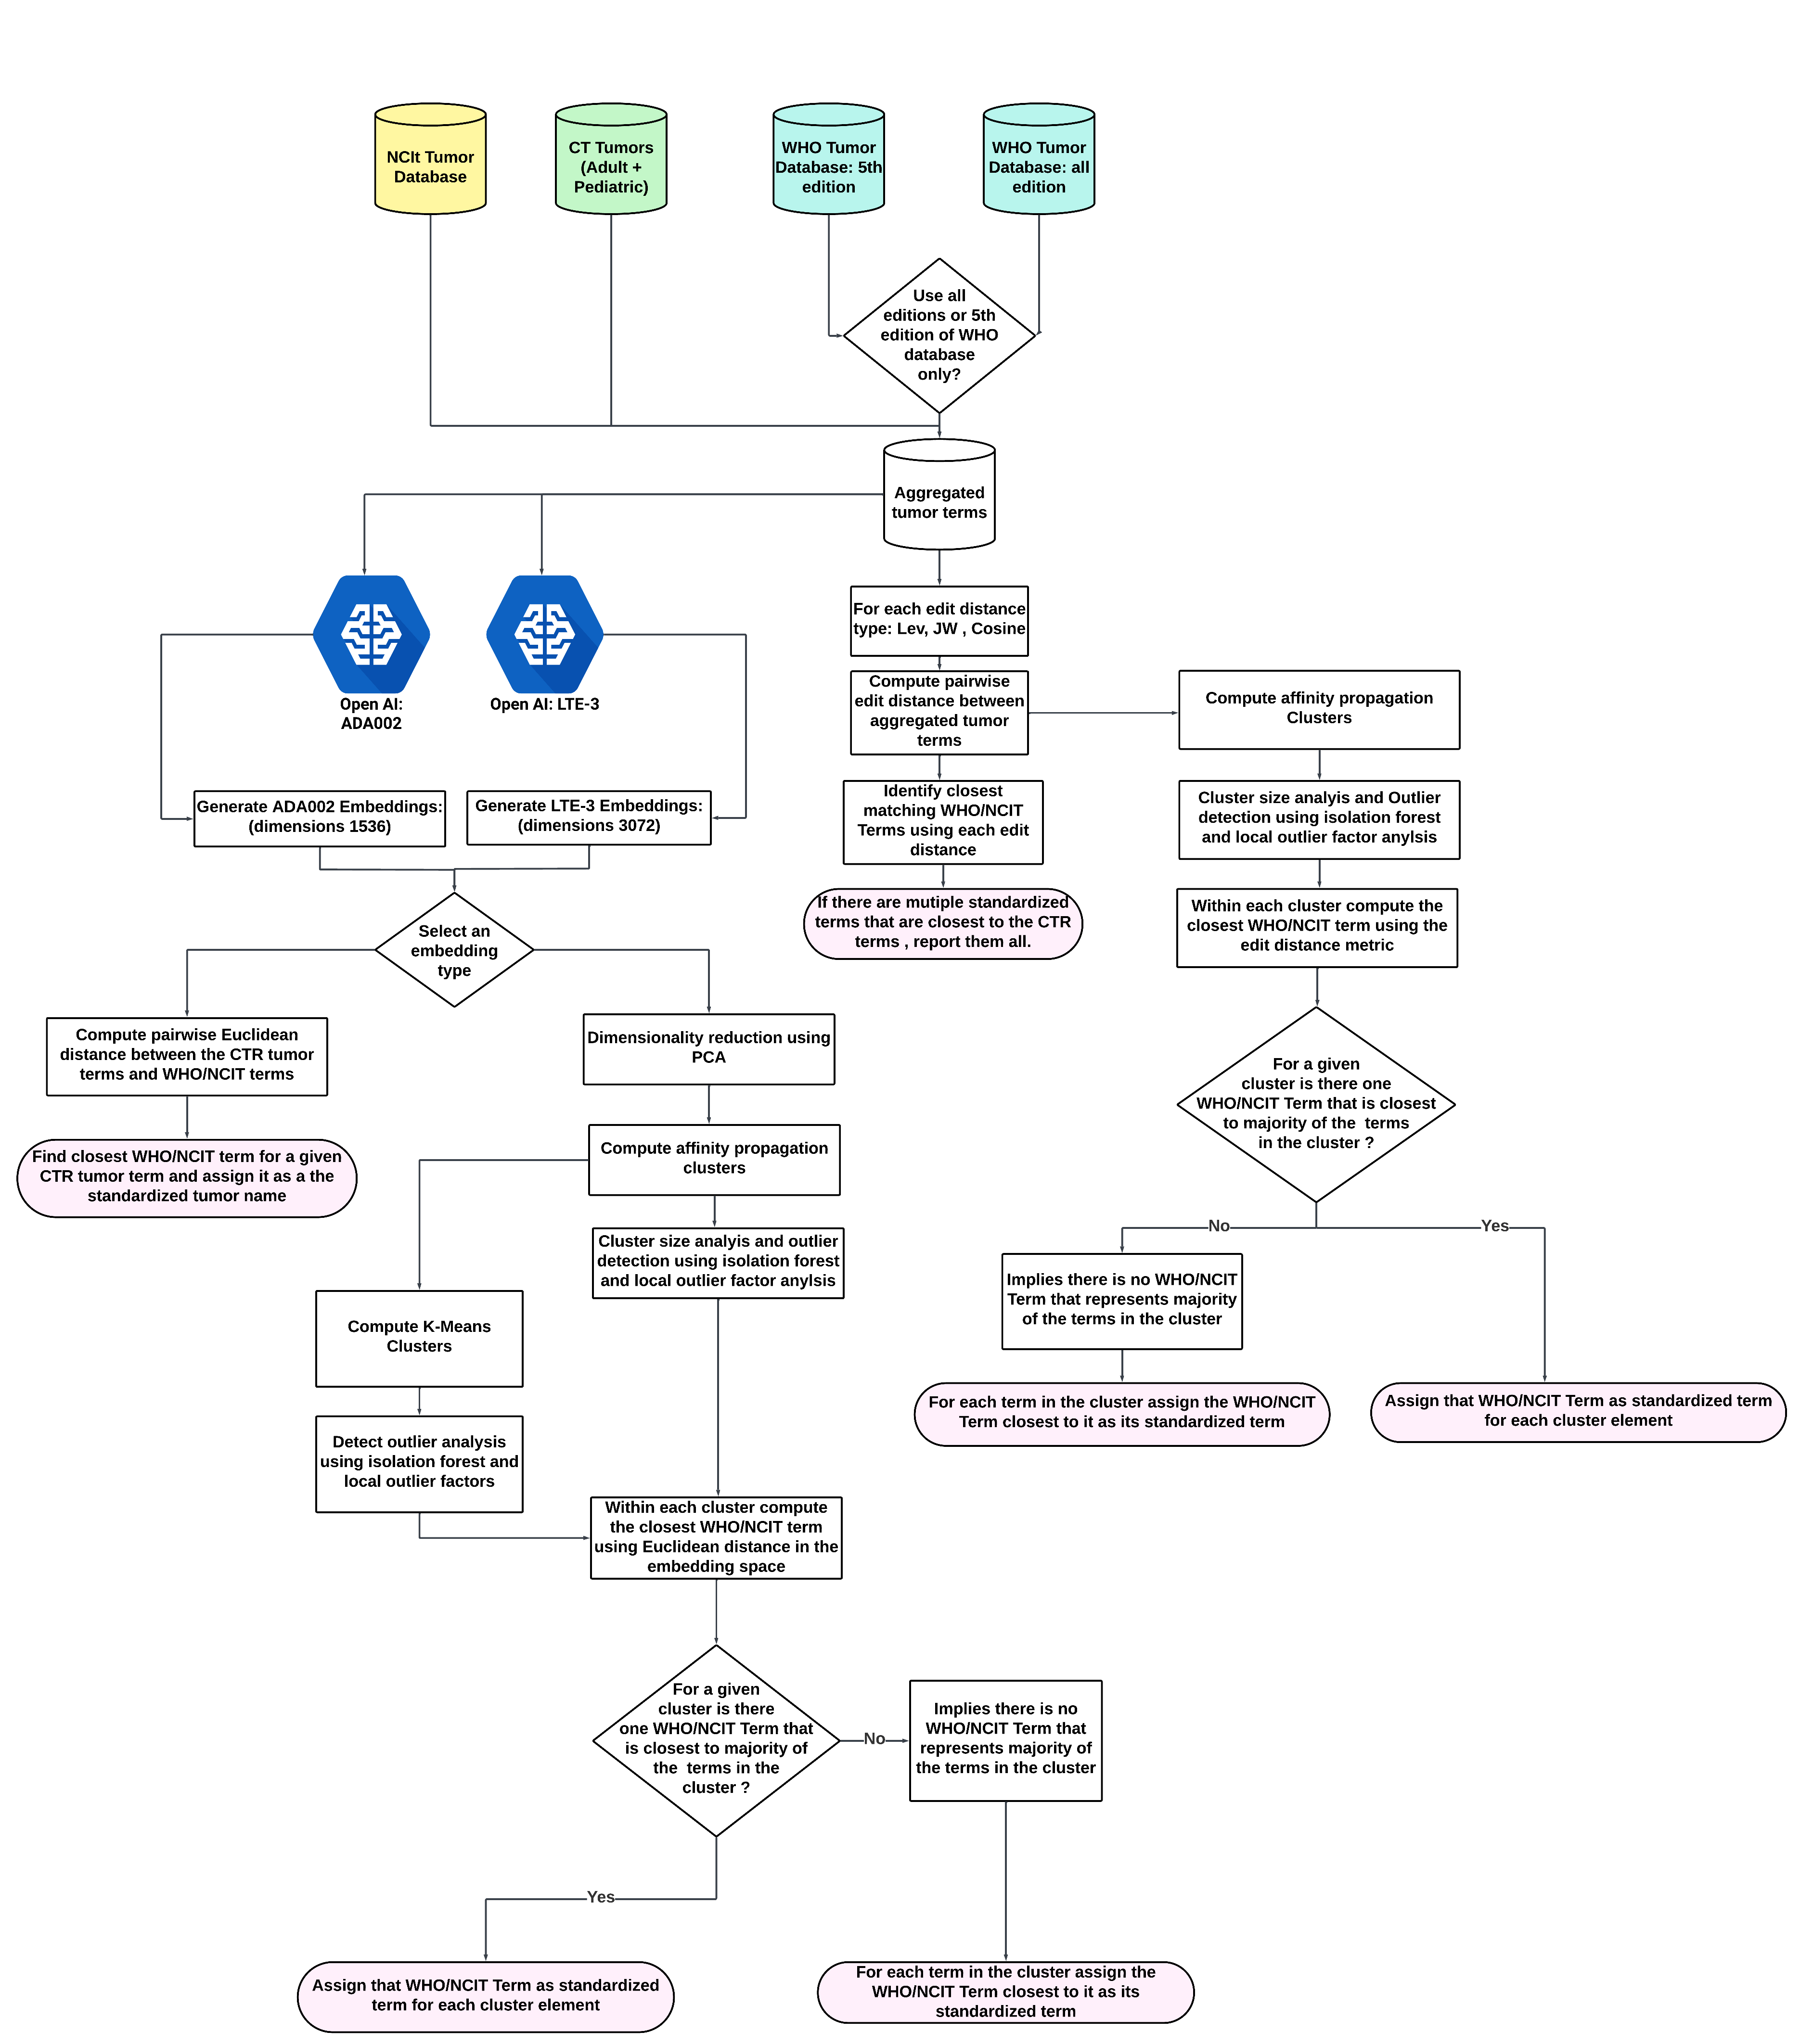 NCIt Tumor
Database
CT Tumors
(Adult +
Pediatric)
WHO Tumor
Database: 5th
edition
WHO Tumor
Database: all
edition
Use all
editions or 5th
edition of WHO
database
only?
Aggregated
tumor terms
Open AI:
ADA002
Open AI: LTE-3
For each edit distance
type: Lev, JW , Cosine
Compute pairwise
edit distance between
aggregated tumor
terms
Compute affinity propagation
Clusters
Generate ADA002 Embeddings:
(dimensions 1536)
Generate LTE-3 Embeddings:
(dimensions 3072)
Identify closest
matching WHO/NCIT
Terms using each edit
distance
Cluster size analyis and Outlier
detection using isolation forest
and local outlier factor anylsis
If there are mutiple standardized
terms that are closest to the CTR
terms , report them all.
Within each cluster compute the
closest WHO/NCIT term using the
edit distance metric
Select an
embedding
type
Compute pairwise Euclidean
distance between the CTR tumor
terms and WHO/NCIT terms
Dimensionality reduction using
PCA
For a given
cluster is there one
WHO/NCIT Term that is closest
to majority of the  terms
in the cluster ?
Find closest WHO/NCIT term for a given
CTR tumor term and assign it as a the
standardized tumor name
Compute affinity propagation
clusters
No
Yes
Cluster size analyis and outlier
detection using isolation forest
and local outlier factor anylsis
Implies there is no WHO/NCIT
Term that represents majority
of the terms in the cluster
Compute K-Means
Clusters
For each term in the cluster assign the WHO/NCIT
Term closest to it as its standardized term
Assign that WHO/NCIT Term as standardized term
for each cluster element
Detect outlier analysis
using isolation forest and
local outlier factors
Within each cluster compute
the closest WHO/NCIT term
using Euclidean distance in the
embedding space
For a given
cluster is there
one WHO/NCIT Term that
is closest to majority of
the  terms in the
cluster ?
No
Implies there is no
WHO/NCIT Term that
represents majority of
the terms in the cluster
Yes
Assign that WHO/NCIT Term as standardized
term for each cluster element
For each term in the cluster assign the
WHO/NCIT Term closest to it as its
standardized term